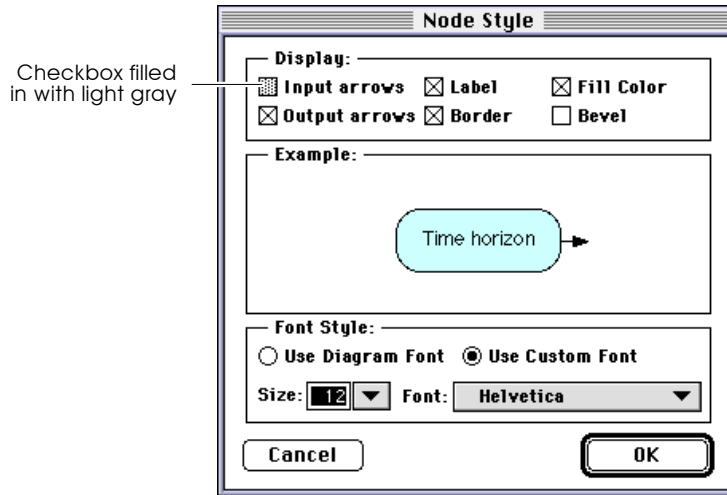 Node Style
Checkbox filled
in with light gray
Display:
Input arrows Label Fill Color
Output arrows Border Bevel
Example:
Time horizon
Font Style:
Use Diagram Font Use Custom Font
Size: 12 Font: Helvetica
Cancel OK